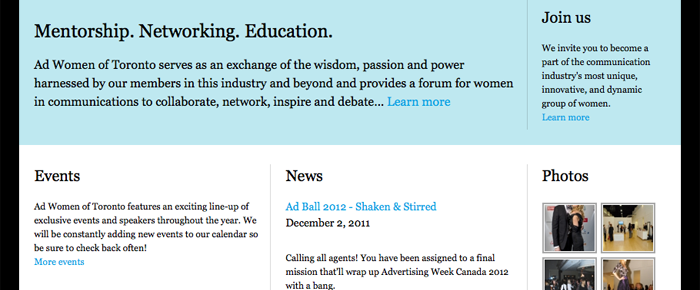 Mentorship. Networking. Education.
Ad Women of Toronto serves as an exchange of the wisdom, passion and power
harnessed by our members in this industry and beyond and provides a forum for women
in communications to collaborate, network, inspire and debate... Learn more
Join us
We invite you to become a
part of the communication
industry's most unique,
innovative, and dynamic
group of women.
Learn more
Events
Ad Women of Toronto features an exciting line-up of
exclusive events and speakers throughout the year. We
will be constantly adding new events to our calendar so
be sure to check back often!
More events
News
Ad Ball 2012 - Shaken & Stirred
December 2, 2011
Calling all agents! You have been assigned to a final
mission that'll wrap up Advertising Week Canada 2012
with a bang.
Photos